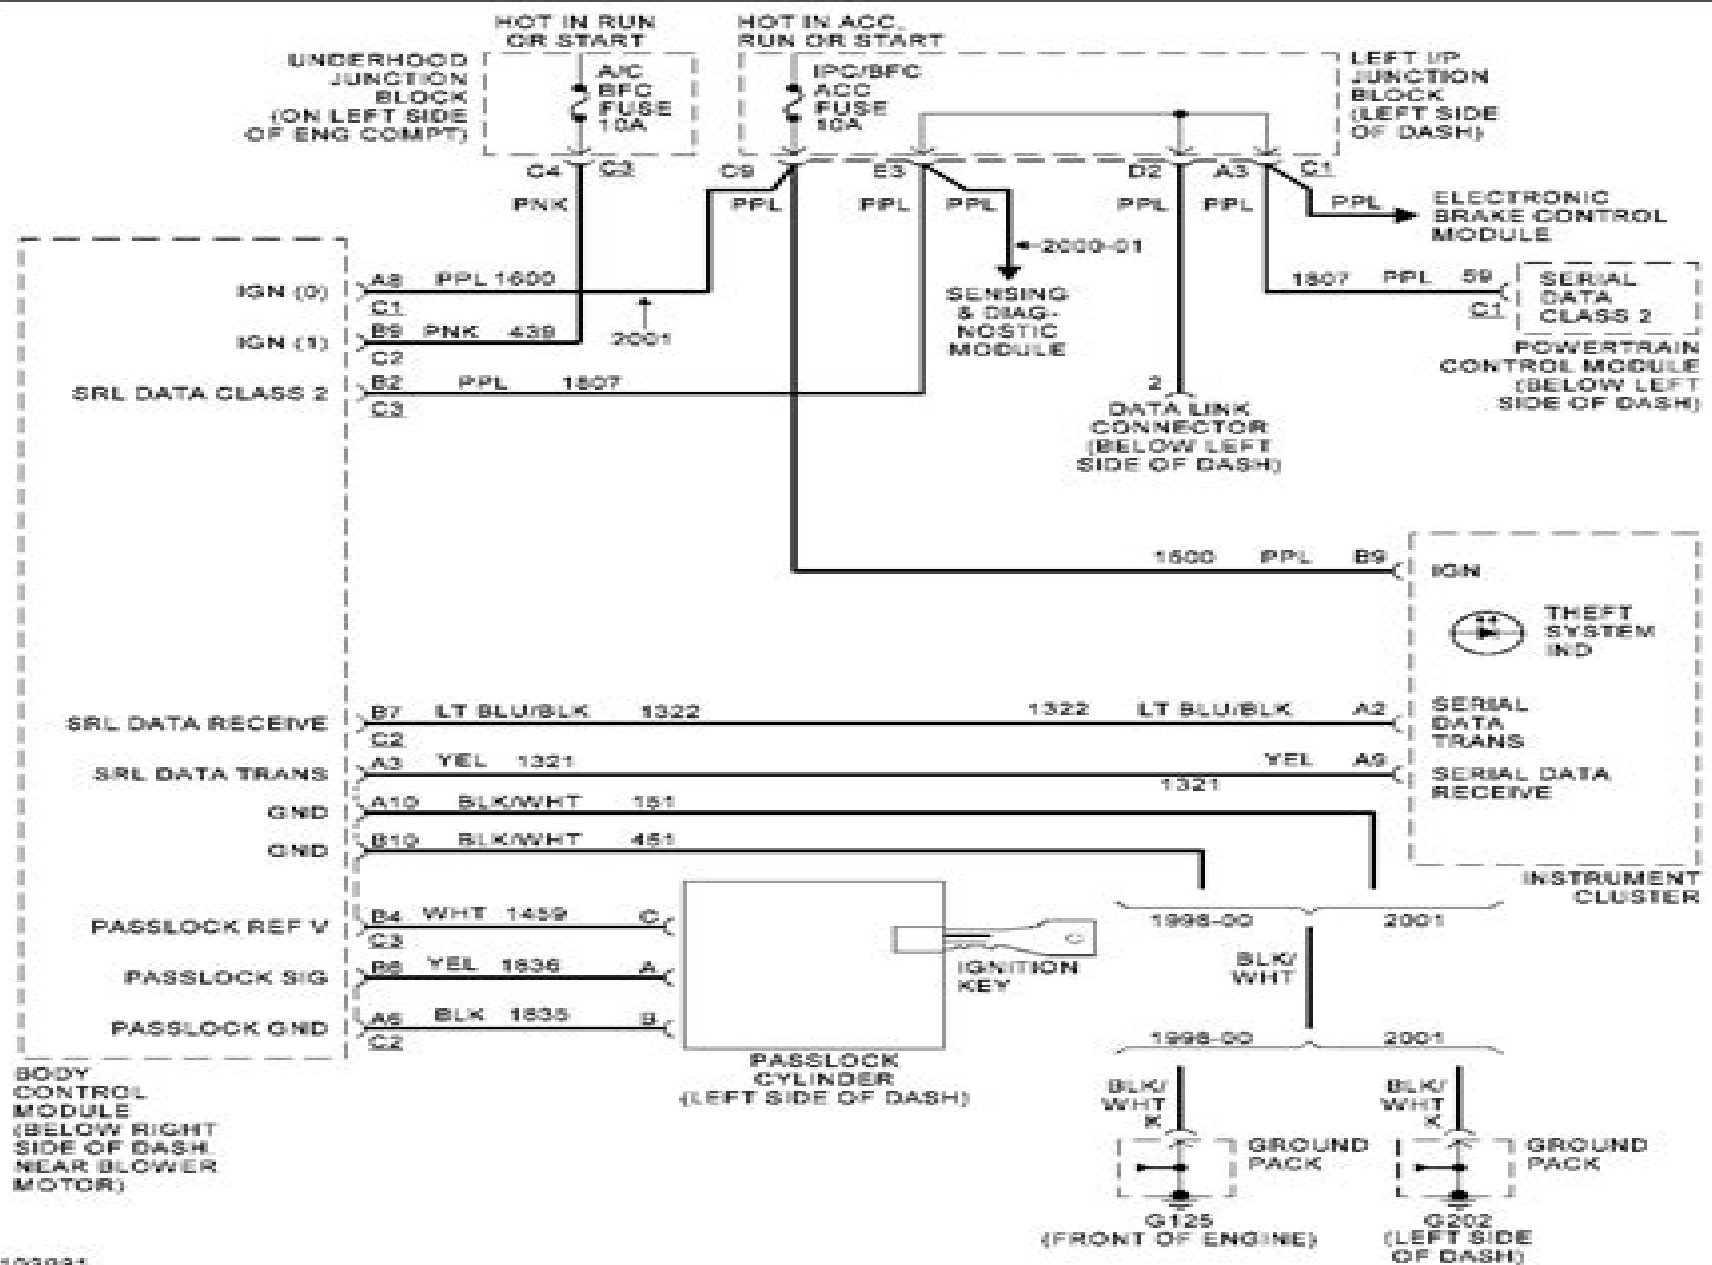 HOT IN RUN
OR START
HOT IN ACC,
RUN OR START
UNDERHOOD
JUNCTION
BLOCK
(ON LEFT SIDE
OF ENG COMPT)
A/C
BFC
FUSE
10A
IPC/BFC
ACC
FUSE
10A
LEFT I/P
JUNCTION
BLOCK
(LEFT SIDE
OF DASH)
C4
C2
C9
E3
D2
A3
C1
PNK
PPL
PPL
PPL
PPL
PPL
PPL
ELECTRONIC
BRAKE CONTROL
MODULE
2000-01
SENSING
& DIAG-
NOSTIC
MODULE
1807 PPL 59
C1
SERIAL
DATA
CLASS 2
POWERTRAIN
CONTROL MODULE
(BELOW LEFT
SIDE OF DASH)
IGN (0)
A8 PPL 1600
C1
IGN (1)
B9 PNK 439
C2
2001
SRL DATA CLASS 2
B2 PPL 1807
C3
2
DATA LINK
CONNECTOR
(BELOW LEFT
SIDE OF DASH)
1600 PPL B9
IGN
THEFT
SYSTEM
IND
SRL DATA RECEIVE
B7 LT BLU/BLK 1322
C2
1322 LT BLU/BLK A2
SERIAL
DATA
TRANS
SRL DATA TRANS
A3 YEL 1321
YEL A9
1321
SERIAL DATA
RECEIVE
GND
A10 BLK/WHT 151
GND
B10 BLK/WHT 451
INSTRUMENT
CLUSTER
PASSLOCK REF V
B4 WHT 1459 C
C3
PASSLOCK SIG
B6 YEL 1836 A
PASSLOCK GND
A6 BLK 1835 B
C2
IGNITION
KEY
PASSLOCK
CYLINDER
(LEFT SIDE OF DASH)
1998-00
2001
BLK/
WHT
1998-00
2001
BLK/
WHT
K
BLK/
WHT
K
GROUND
PACK
GROUND
PACK
G125
(FRONT OF ENGINE)
G202
(LEFT SIDE
OF DASH)
BODY
CONTROL
MODULE
(BELOW RIGHT
SIDE OF DASH
NEAR BLOWER
MOTOR)